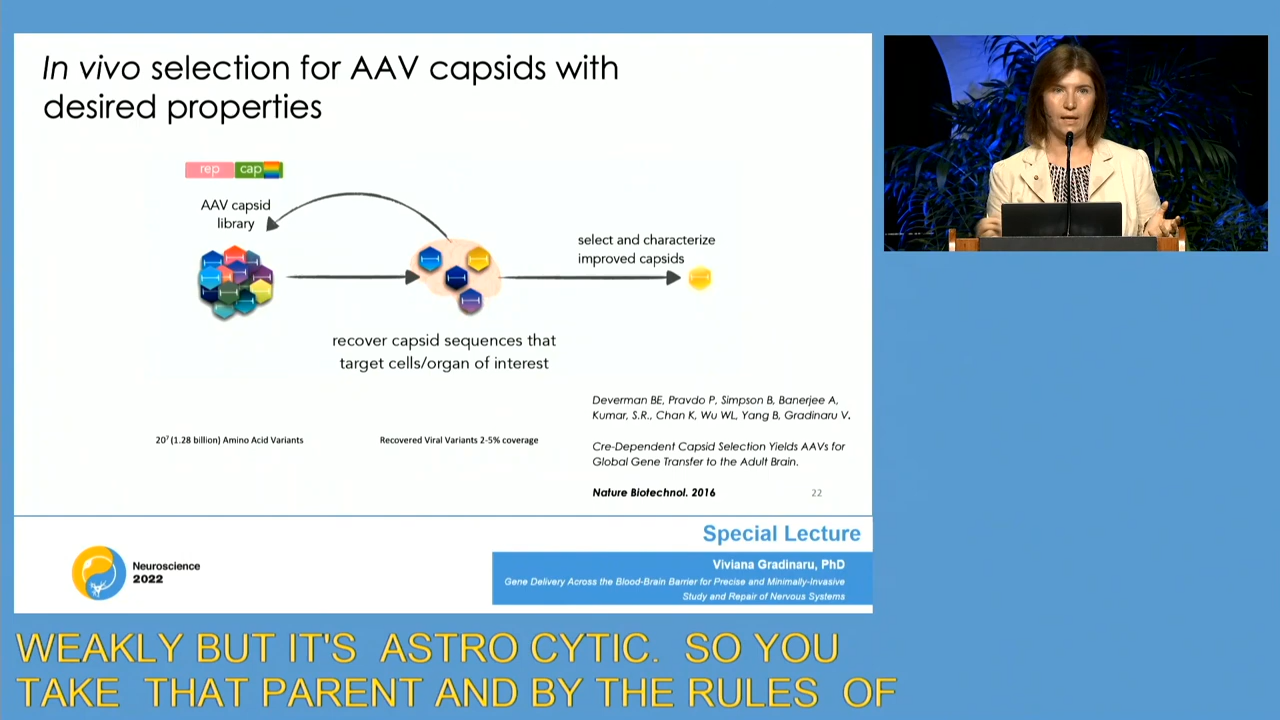 In vivo selection for AAV capsids with
desired properties
rep cap
AAV capsid
library
select and characterize
improved capsids
recover capsid sequences that
target cells/organ of interest
Deverman BE, Pravdo P, Simpson B, Banerjee A,
Kumar, S.R., Chan K, Wu WL, Yang B, Gradinaru V.
20⁷ (1.28 billion) Amino Acid Variants
Recovered Viral Variants 2-5% coverage
Cre-Dependent Capsid Selection Yields AAVs for
Global Gene Transfer to the Adult Brain.
Nature Biotechnol. 2016
22
Special Lecture
Neuroscience
2022
Viviana Gradinaru, PhD
Gene Delivery Across the Blood-Brain Barrier for Precise and Minimally-Invasive
Study and Repair of Nervous Systems
WEAKLY BUT IT'S ASTRO CYTIC. SO YOU
TAKE THAT PARENT AND BY THE RULES OF